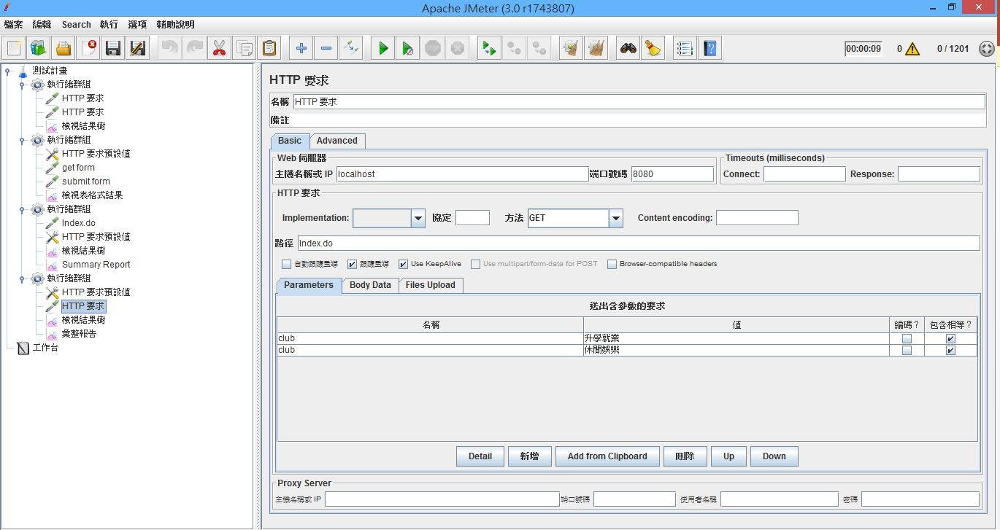 Apache JMeter (3.0 r1743807)
檔案 編輯 Search 執行 選項 輔助說明
00:00:09 0 0 / 1201
測試計畫
執行緒群組
HTTP 要求
HTTP 要求
檢視結果樹
執行緒群組
HTTP 要求預設值
get form
submit form
檢視表格式結果
執行緒群組
Index.do
HTTP 要求預設值
檢視結果樹
Summary Report
執行緒群組
HTTP 要求預設值
HTTP 要求
檢視結果樹
彙整報告
工作台
HTTP 要求
名稱 HTTP 要求
備註
Basic Advanced
Web 伺服器 Timeouts (milliseconds)
主機名稱或 IP localhost 端口號碼 8080 Connect: Response:
HTTP 要求
Implementation: 協定 方法 GET Content encoding:
路徑 Index.do
自動跟隨重導 跟隨重導 Use KeepAlive Use multipart/form-data for POST Browser-compatible headers
Parameters Body Data Files Upload
送出含參數的要求
名稱 值 編碼？ 包含相等？
club 升學就業
club 休閒娛樂
Detail 新增 Add from Clipboard 刪除 Up Down
Proxy Server
主機名稱或 IP 端口號碼 使用者名稱 密碼